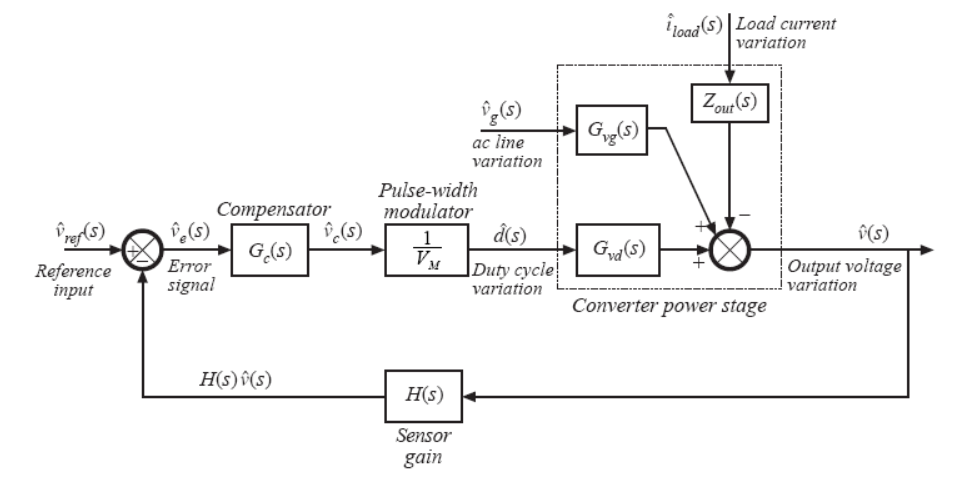 î_load(s) Load current
variation
Z_out(s)
v̂_g(s)
ac line
variation
G_vg(s)
Pulse-width
modulator
Compensator
v̂_ref(s)
Reference
input
+
−
v̂_e(s)
Error
signal
G_c(s)
v̂_c(s)
1
V_M
d̂(s)
Duty cycle
variation
G_vd(s)
+
+
−
v̂(s)
Output voltage
variation
Converter power stage
H(s) v̂(s)
H(s)
Sensor
gain